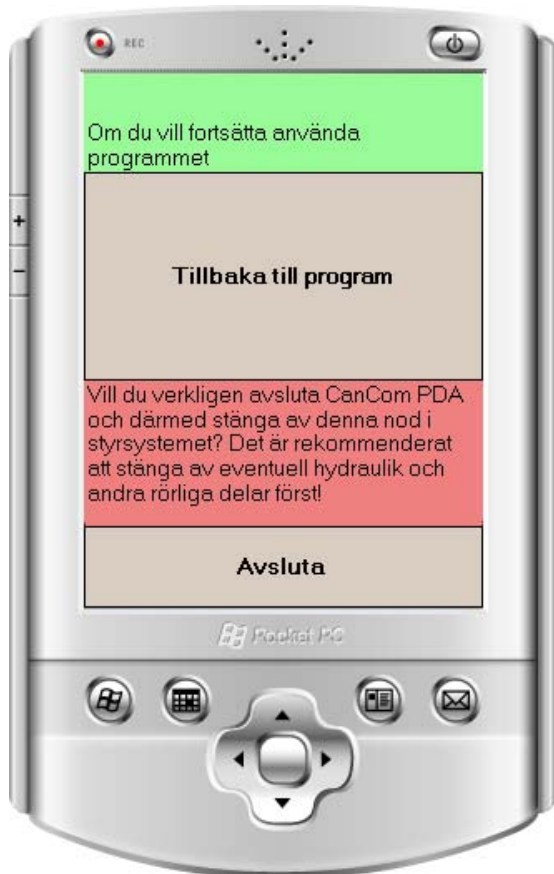 REC
Om du vill fortsätta använda
programmet
+
Tillbaka till program
−
Vill du verkligen avsluta CanCom PDA
och därmed stänga av denna nod i
styrsystemet? Det är rekommenderat
att stänga av eventuell hydraulik och
andra rörliga delar först!
Avsluta
Pocket PC